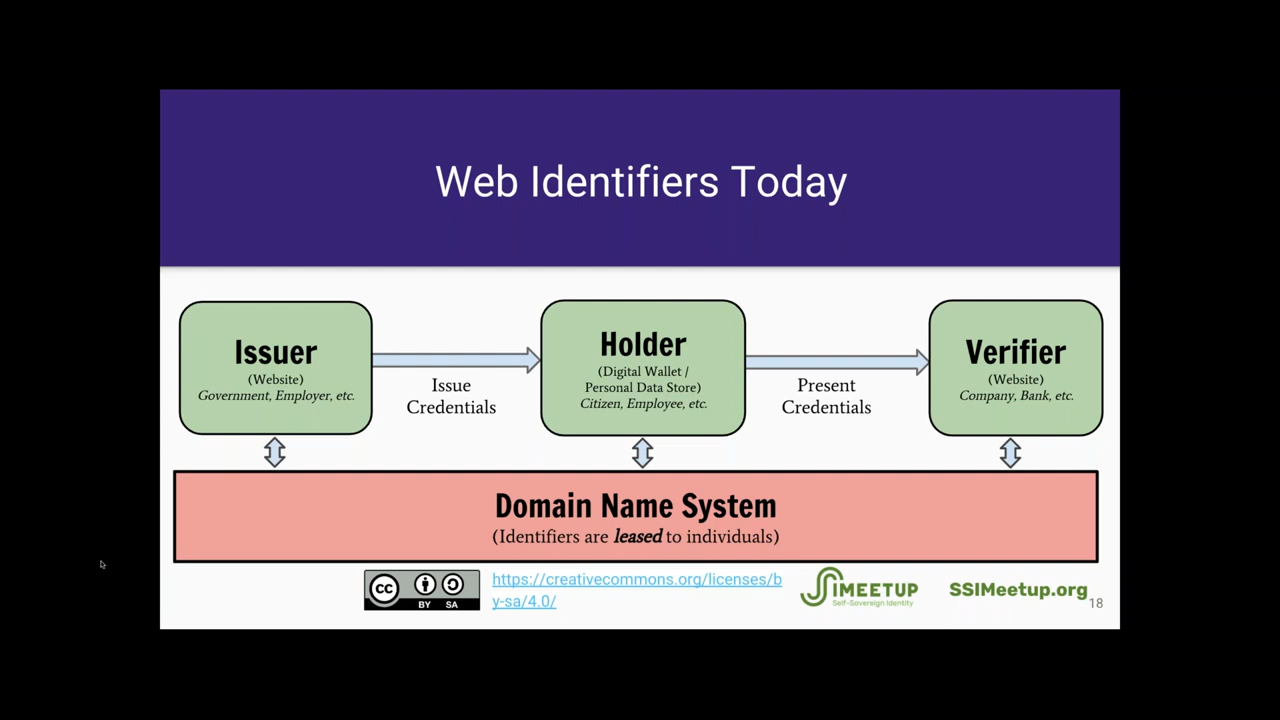 Web Identifiers Today
Issuer
(Website)
Government, Employer, etc.
Issue
Credentials
Holder
(Digital Wallet /
Personal Data Store)
Citizen, Employee, etc.
Present
Credentials
Verifier
(Website)
Company, Bank, etc.
Domain Name System
(Identifiers are leased to individuals)
cc
BY SA
https://creativecommons.org/licenses/b
y-sa/4.0/
SSIMEETUP
Self-Sovereign Identity
SSIMeetup.org
18